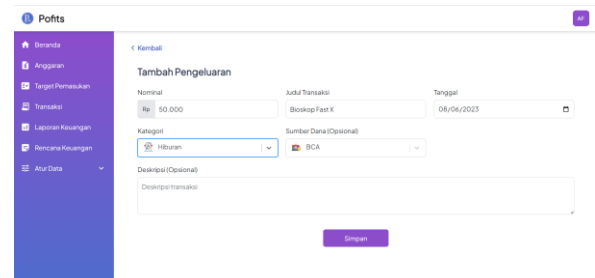 Pofits
AF
Beranda
Anggaran
Target Pemasukan
Transaksi
Laporan Keuangan
Rencana Keuangan
Atur Data
< Kembali
Tambah Pengeluaran
Nominal
Judul Transaksi
Tanggal
Rp 50.000
Bioskop Fast X
08/06/2023
Kategori
Sumber Dana (Opsional)
Hiburan
BCA
Deskripsi (Opsional)
Deskripsi transaksi
Simpan